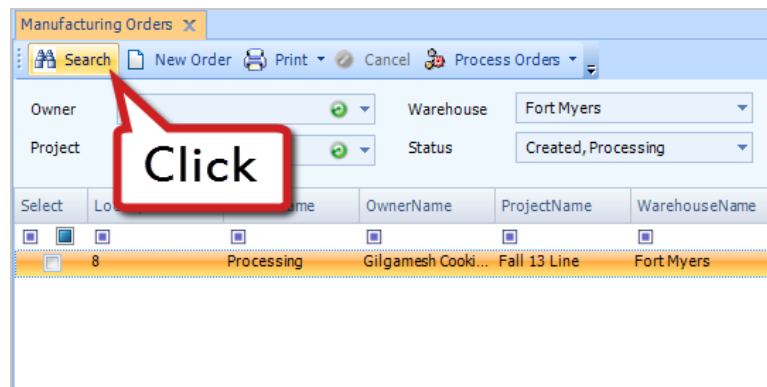 Manufacturing Orders
Search New Order Print Cancel Process Orders
Owner Warehouse Fort Myers
Project Status Created, Processing
Click
Select OwnerName ProjectName WarehouseName
8 Processing Gilgamesh Cooki... Fall 13 Line Fort Myers